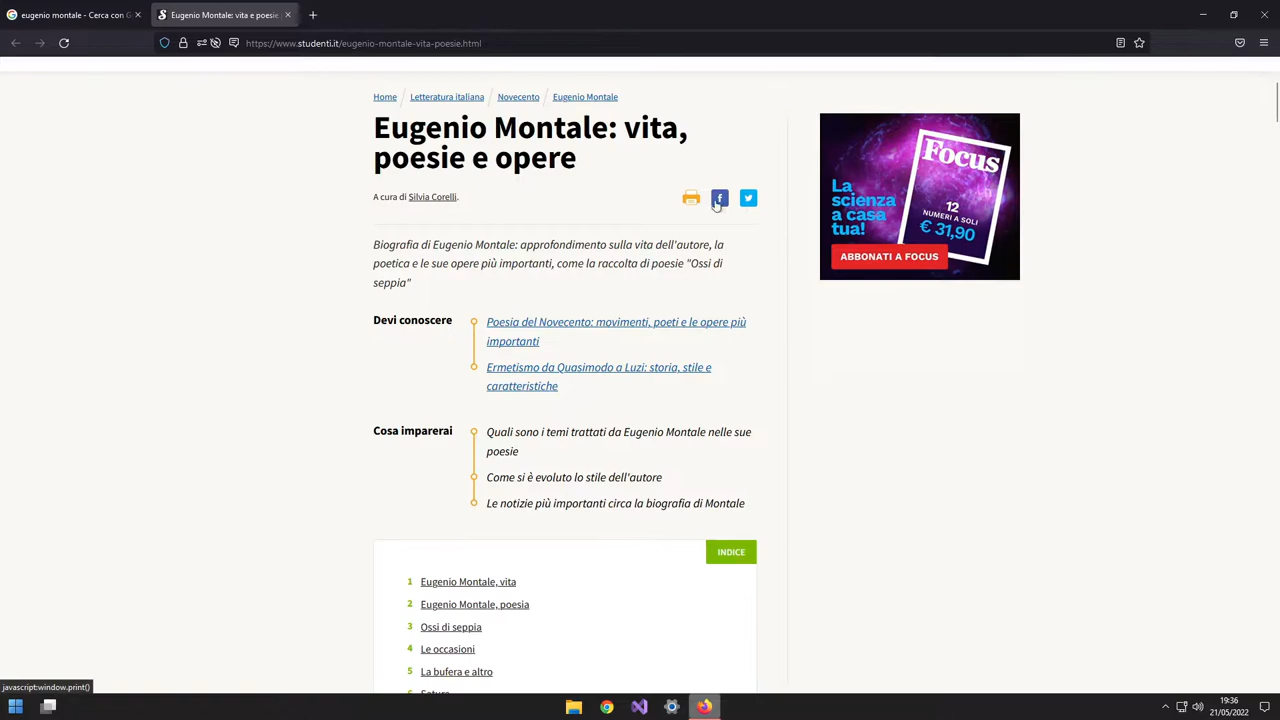 eugenio montale - Cerca con G
Eugenio Montale: vita e poesie
https://www.studenti.it/eugenio-montale-vita-poesie.html
Home / Letteratura italiana / Novecento / Eugenio Montale
Eugenio Montale: vita,
poesie e opere
A cura di Silvia Corelli.
Biografia di Eugenio Montale: approfondimento sulla vita dell'autore, la
poetica e le sue opere più importanti, come la raccolta di poesie "Ossi di
seppia"
Devi conoscere
Poesia del Novecento: movimenti, poeti e le opere più
importanti
Ermetismo da Quasimodo a Luzi: storia, stile e
caratteristiche
Cosa imparerai
Quali sono i temi trattati da Eugenio Montale nelle sue
poesie
Come si è evoluto lo stile dell'autore
Le notizie più importanti circa la biografia di Montale
INDICE
1 Eugenio Montale, vita
2 Eugenio Montale, poesia
3 Ossi di seppia
4 Le occasioni
5 La bufera e altro
Focus
La
scienza
a casa
tua!
12
NUMERI A SOLI
€ 31,90
ABBONATI A FOCUS
javascript:window.print()
19:36
21/05/2022